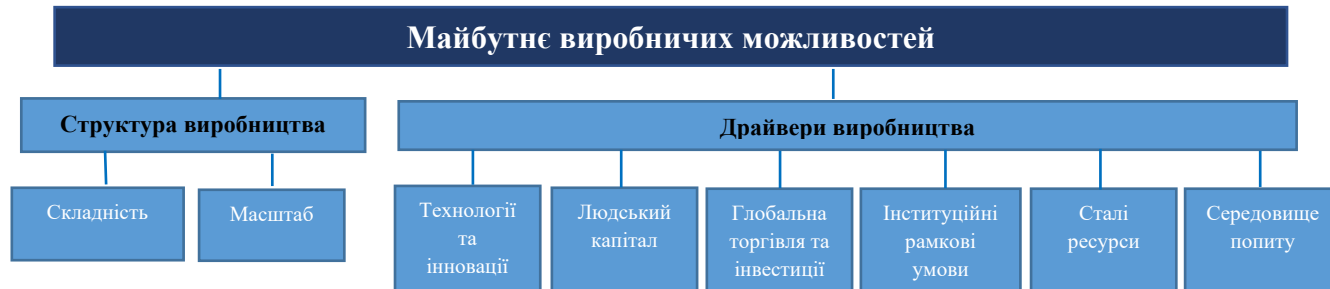 Майбутнє виробничих можливостей
Структура виробництва
Драйвери виробництва
Складність
Масштаб
Технології
та
інновації
Людський
капітал
Глобальна
торгівля та
інвестиції
Інституційні
рамкові
умови
Сталі
ресурси
Середовище
попиту